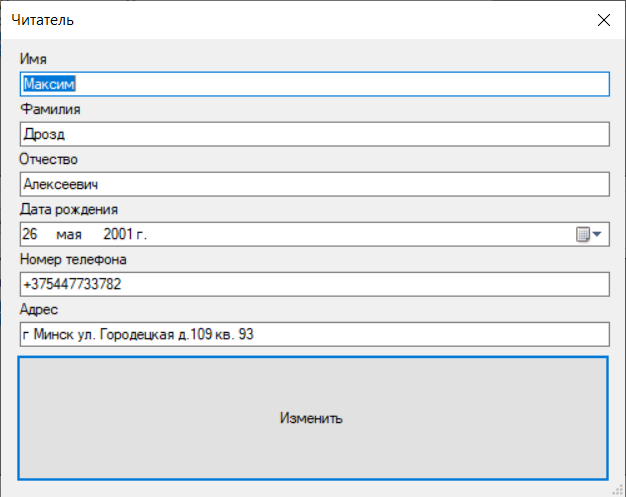 Читатель
Имя
Максим
Фамилия
Дрозд
Отчество
Алексеевич
Дата рождения
26 мая 2001 г.
Номер телефона
+375447733782
Адрес
г Минск ул. Городецкая д.109 кв. 93
Изменить